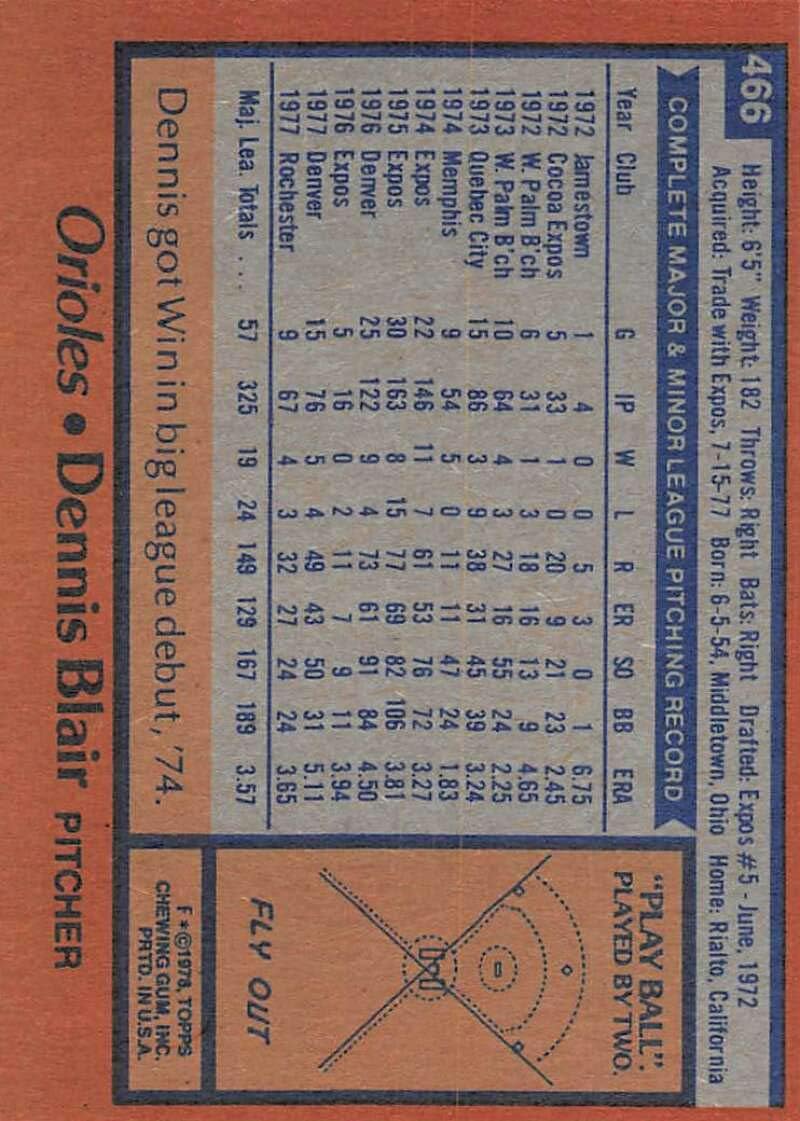 466
Height: 6'5" Weight: 182 Throws: Right Bats: Right Drafted: Expos #5 - June, 1972
Acquired: Trade with Expos, 7-15-77 Born: 6-5-54, Middletown, Ohio Home: Rialto, California
COMPLETE MAJOR & MINOR LEAGUE PITCHING RECORD
Year Club G IP W L R ER SO BB ERA
1972 Jamestown 1 4 0 0 5 3 0 1 6.75
1972 Cocoa Expos 5 33 1 0 20 9 21 23 2.45
1972 W. Palm B'ch 6 31 1 3 18 16 13 9 4.65
1973 W. Palm B'ch 10 64 4 3 27 16 55 24 2.25
1973 Quebec City 15 86 3 9 38 31 45 39 3.24
1974 Memphis 9 54 5 0 11 11 47 24 1.83
1974 Expos 22 146 11 7 61 53 76 72 3.27
1975 Expos 30 163 8 15 77 69 82 106 3.81
1976 Denver 25 122 9 4 73 61 91 84 4.50
1976 Expos 5 16 0 2 11 7 9 11 3.94
1977 Denver 15 76 5 4 49 43 50 31 5.11
1977 Rochester 9 67 4 3 32 27 24 24 3.65
Maj. Lea. Totals . . . 57 325 19 24 149 129 167 189 3.57
Dennis got Win in big league debut, '74.
"PLAY BALL".
PLAYED BY TWO.
FLY OUT
F*©1978, TOPPS
CHEWING GUM, INC.
PRTD. IN U.S.A.
Orioles • Dennis Blair PITCHER